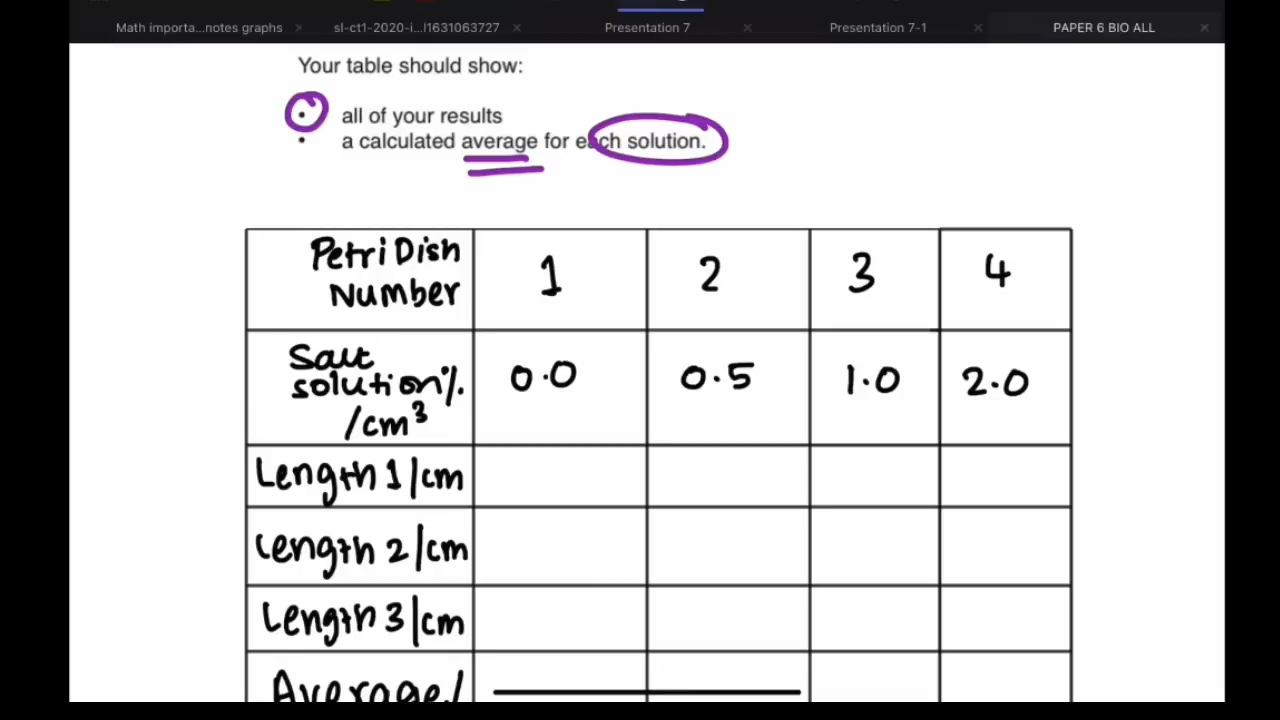 Math importa...notes graphs
sl-ct1-2020-i...l1631063727
Presentation 7
Presentation 7-1
PAPER 6 BIO ALL
Your table should show:
• all of your results
• a calculated average for each solution.
Petri Dish
Number
1
2
3
4
Salt
solution%
/cm³
0.0
0.5
1.0
2.0
Length 1/cm
Length 2/cm
Length 3/cm
Average/